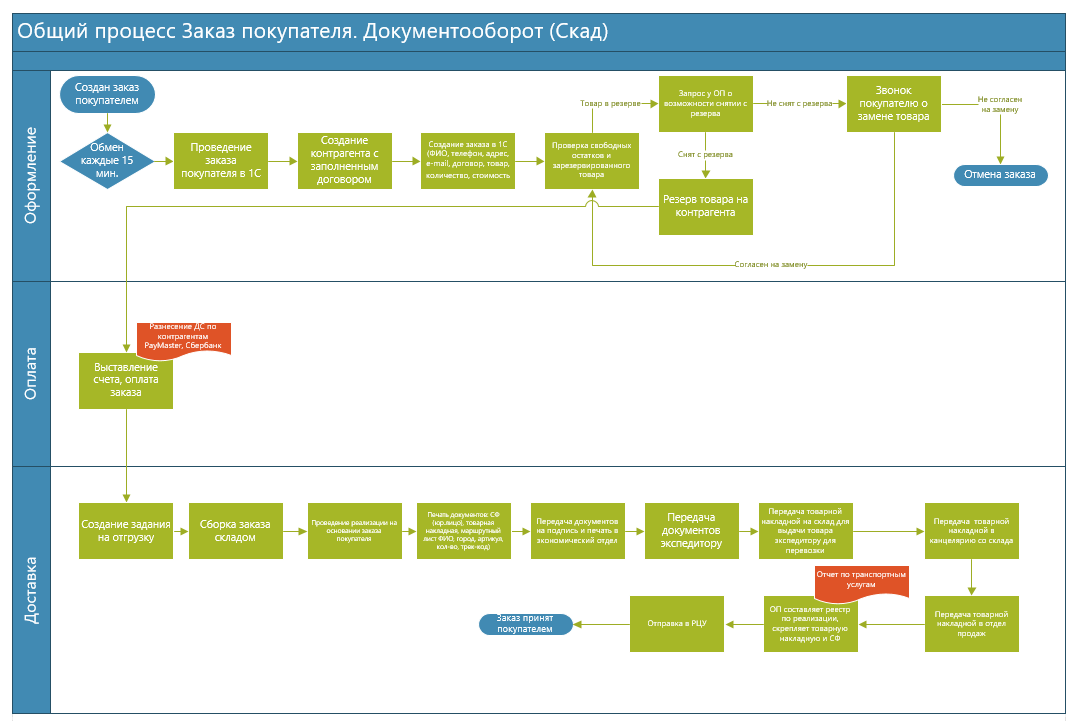 Общий процесс Заказ покупателя. Документооборот (Скад)
Оформление
Создан заказ
покупателем
Обмен
каждые 15
мин.
Проведение
заказа
покупателя в 1С
Создание
контрагента с
заполненным
договором
Создание заказа в 1С
(ФИО, телефон, адрес,
e-mail, договор, товар,
количество, стоимость
Проверка свободных
остатков и
зарезервированного
товара
Товар в резерве
Запрос у ОП о
возможности снятии с
резерва
Не снят с резерва
Звонок
покупателю о
замене товара
Не согласен
на замену
Отмена заказа
Снят с резерва
Резерв товара на
контрагента
Согласен на замену
Оплата
Разнесение ДС по
контрагентам
PayMaster, Сбербанк
Выставление
счета, оплата
заказа
Доставка
Создание задания
на отгрузку
Сборка заказа
складом
Проведение реализации на
основании заказа
покупателя
Печать документов: СФ
(юр.лицо), товарная
накладная, маршрутный
лист ФИО, город, артикул,
кол-во, трек-код)
Передача документов
на подпись и печать в
экономический отдел
Передача
документов
экспедитору
Передача товарной
накладной на склад для
выдачи товара
экспедитору для
перевозки
Передача товарной
накладной в
канцелярию со склада
Передача товарной
накладной в отдел
продаж
Отчет по транспортным
услугам
ОП составляет реестр
по реализации,
скрепляет товарную
накладную и СФ
Отправка в РЦУ
Заказ принят
покупателем